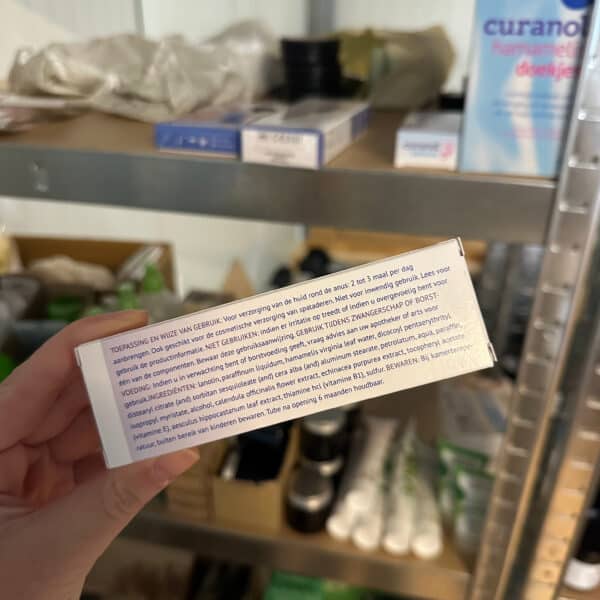 curanol
hamamelis
doekjes
TOEPASSING EN WIJZE VAN GEBRUIK: Voor verzorging van de huid rond de anus: 2 tot 3 maal per dag
aanbrengen. Ook geschikt voor de cosmetische verzorging van spataderen. Niet voor inwendig gebruik. Lees voor
gebruik de productinformatie. NIET GEBRUIKEN: indien er irritatie op treedt of indien u overgevoelig bent voor
één van de componenten. Bewaar deze gebruiksaanwijzing. GEBRUIK TIJDENS ZWANGERSCHAP OF BORST-
VOEDING: Indien u in verwachting bent of borstvoeding geeft, vraag advies aan uw apotheker of arts voor
gebruik.INGREDIËNTEN: lanolin, paraffinum liquidum, hamamelis virginia leaf water, dioctyl pentaerythrityl,
distearyl citrate (and) sorbitan sesquioleate (and) cera alba (and) aluminum stearate, petrolatum, aqua, paraffin,
isopropyl myristate, alcohol, calendula officinalis flower extract, echinacea purpurea extract, tocopheryl acetate
(vitamine E), aesculus hippocastanum leaf extract, thiamine hcl (vitamine B1), sulfur. BEWAREN: Bij kamertempe-
ratuur, buiten bereik van kinderen bewaren. Tube na opening 6 maanden houdbaar.